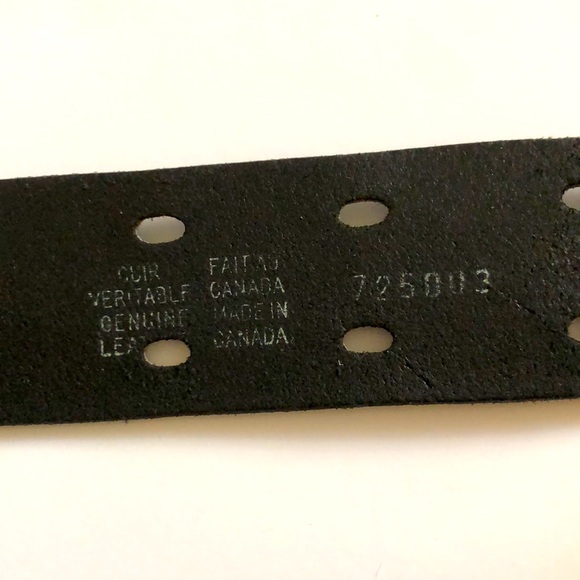 CUIR
VERITABLE
GENUINE
LEA
FAIT AU
CANADA
MADE IN
CANADA
725003